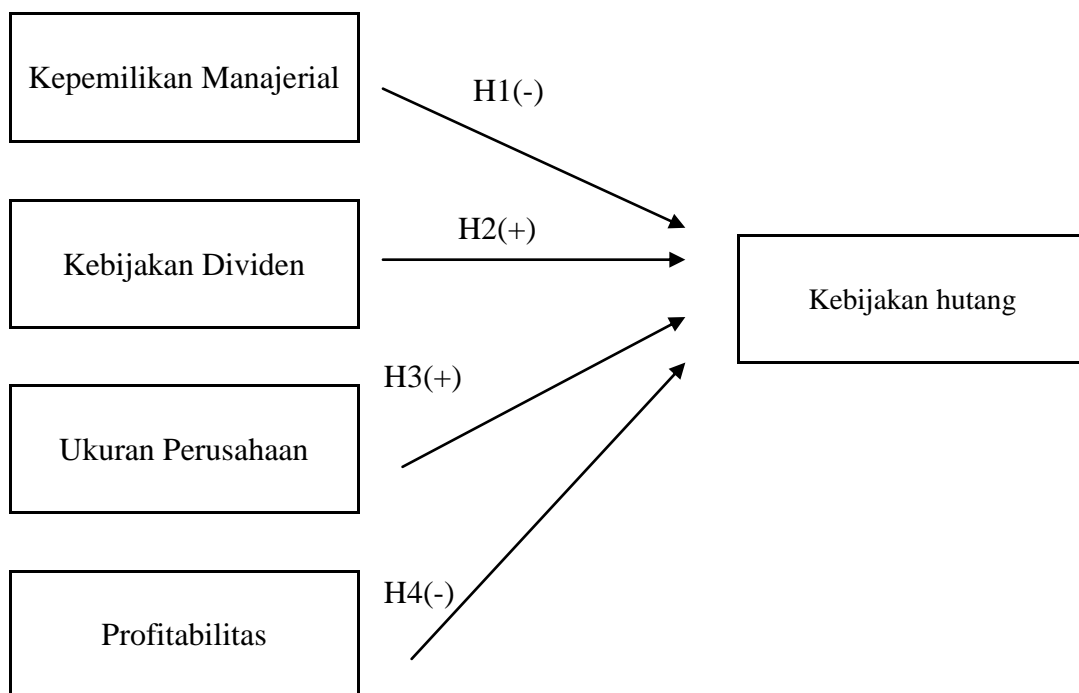 Kepemilikan Manajerial
H1(-)
Kebijakan Dividen
H2(+)
Kebijakan hutang
H3(+)
Ukuran Perusahaan
H4(-)
Profitabilitas